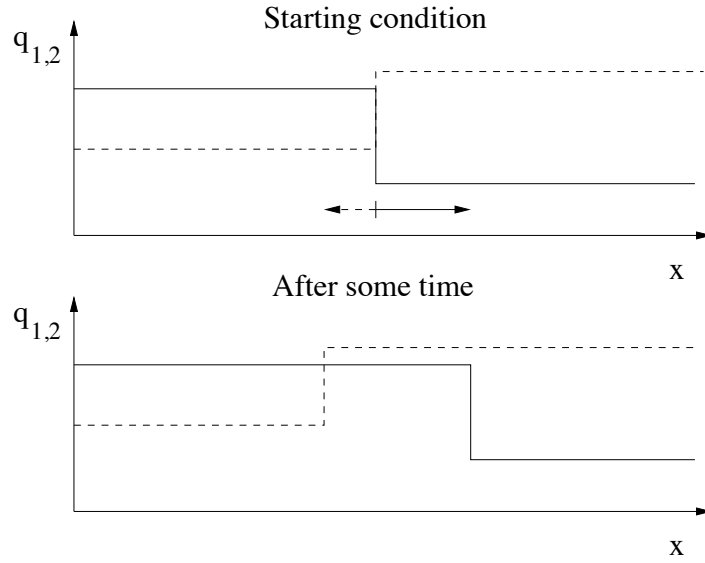 Starting condition
q1,2
x
After some time
q1,2
x